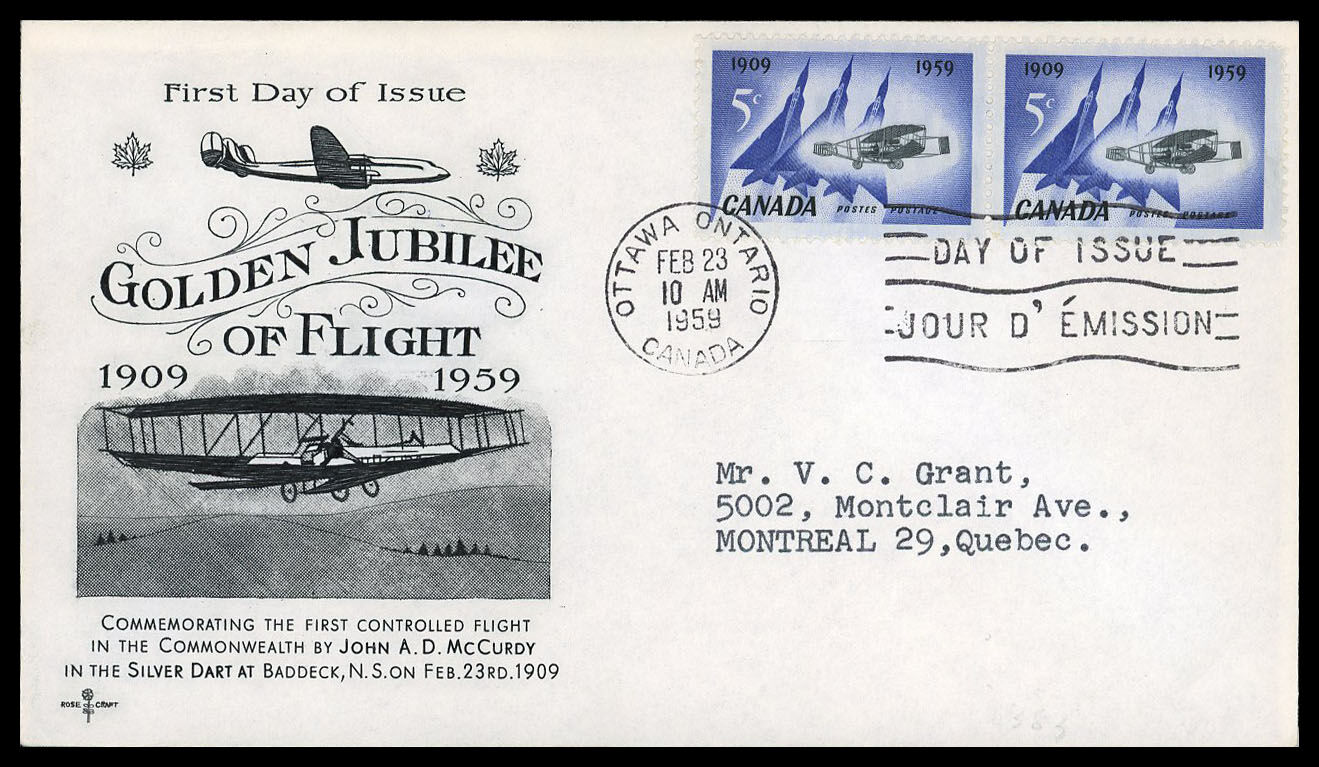 First Day of Issue
GOLDEN JUBILEE
OF FLIGHT
1909 1959
COMMEMORATING THE FIRST CONTROLLED FLIGHT
IN THE COMMONWEALTH BY JOHN A. D. MCCURDY
IN THE SILVER DART AT BADDECK, N.S. ON FEB. 23RD. 1909
ROSE CRAFT
1909 1959
5c
CANADA POSTES POSTAGE
1909 1959
5c
CANADA POSTES POSTAGE
OTTAWA ONTARIO
FEB 23
10 AM
1959
CANADA
DAY OF ISSUE
JOUR D' ÉMISSION
Mr. V. C. Grant,
5002, Montclair Ave.,
MONTREAL 29,Quebec.